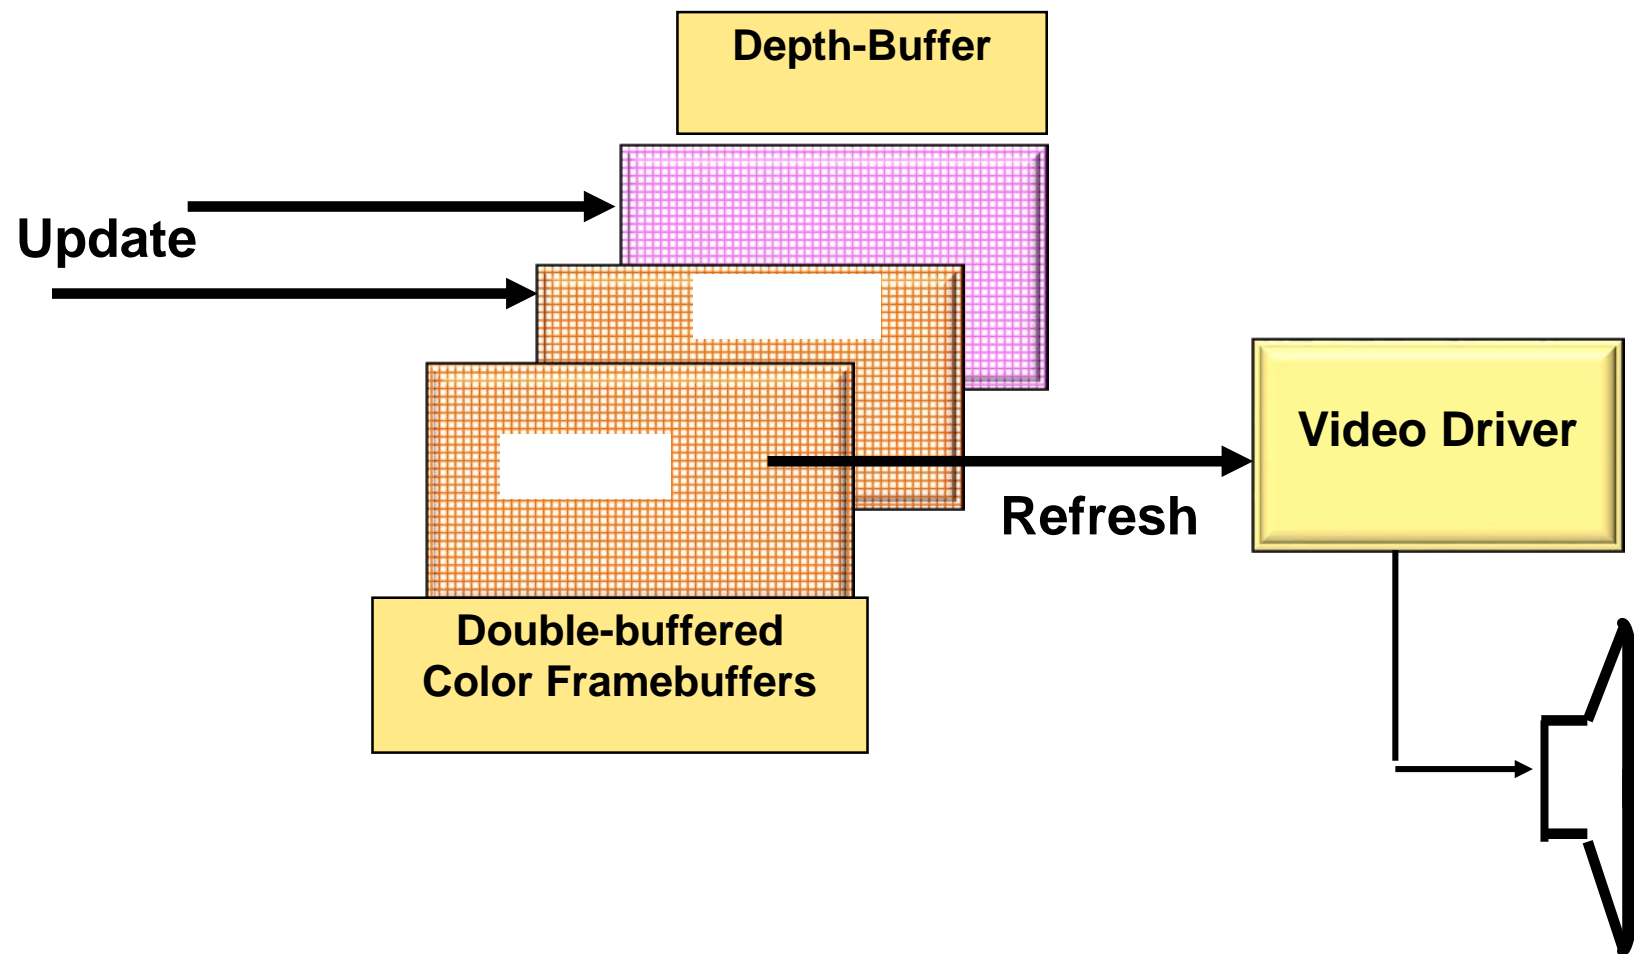 Depth-Buffer
Update
Video Driver
Refresh
Double-buffered
Color Framebuffers